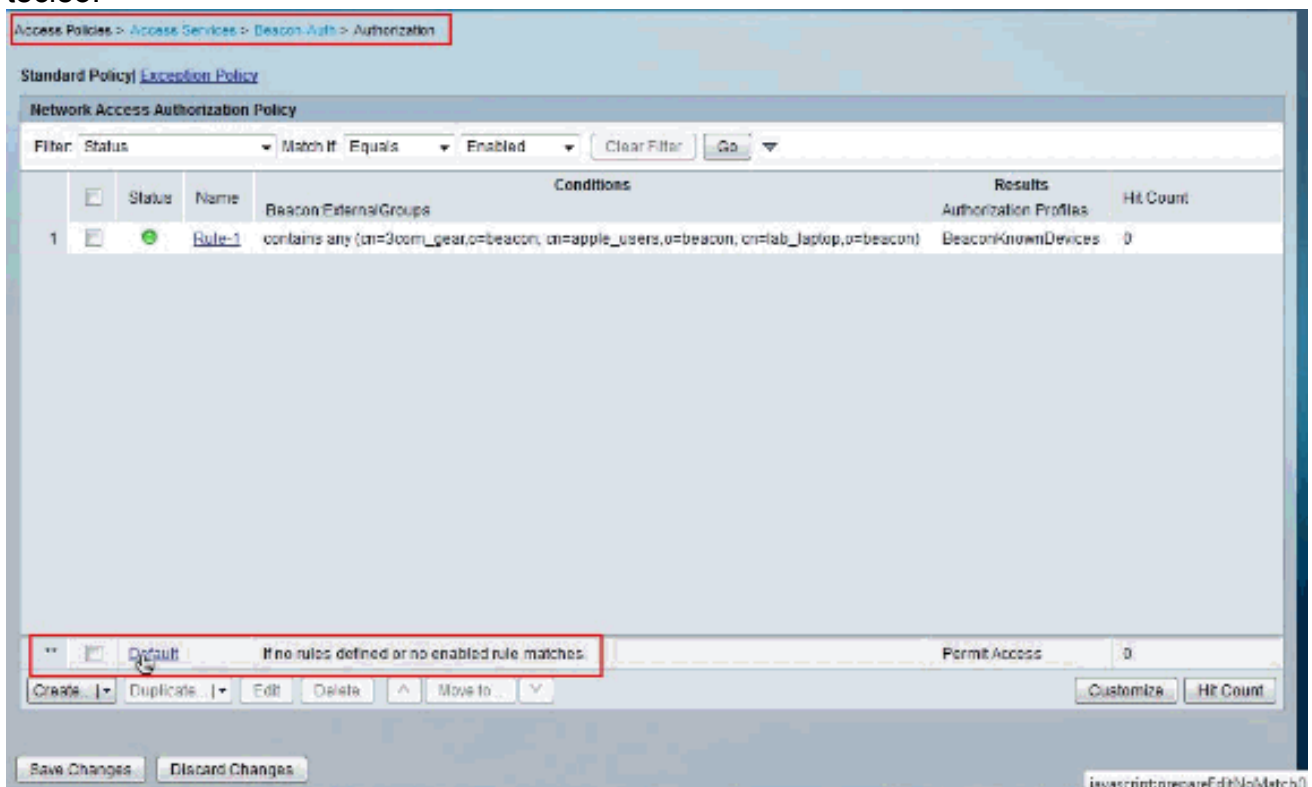 Access Policies > Access Services > Beacon-Auth > Authorization
Standard Policy| Exception Policy
Network Access Authorization Policy
Filter: Status Match if: Equals Enabled Clear Filter Go
Status Name Conditions Results Hit Count
Beacon:ExternalGroups Authorization Profiles
1 Rule-1 contains any (cn=3com_gear,o=beacon, cn=apple_users,o=beacon, cn=lab_laptop,o=beacon) BeaconKnownDevices 0
** Default If no rules defined or no enabled rule matches. Permit Access 0
Create... Duplicate... Edit Delete ^ Move to... Customize Hit Count
Save Changes Discard Changes
javascript:prepareEditNoMatch()